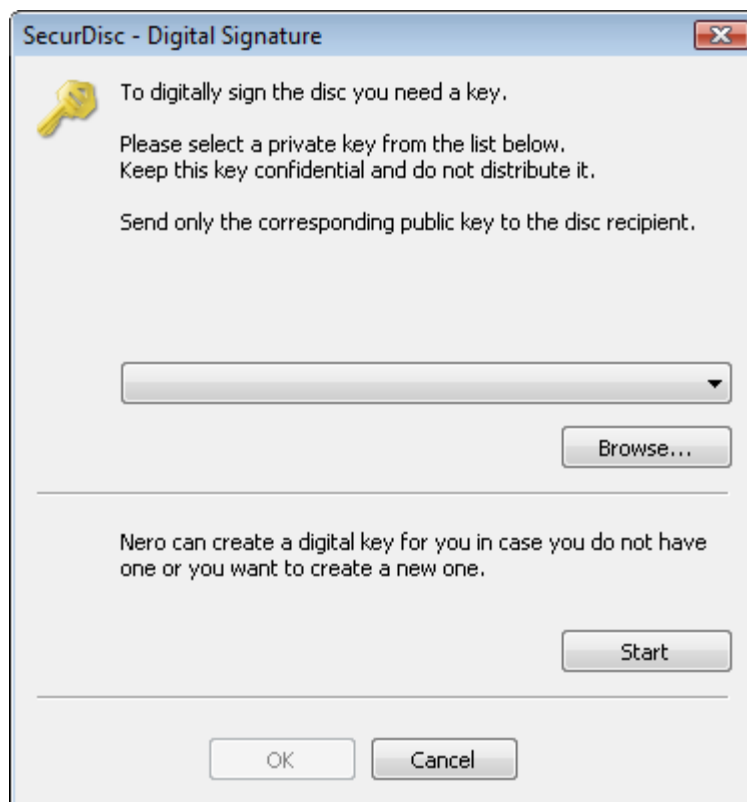 SecurDisc - Digital Signature
To digitally sign the disc you need a key.
Please select a private key from the list below.
Keep this key confidential and do not distribute it.
Send only the corresponding public key to the disc recipient.
Browse...
Nero can create a digital key for you in case you do not have
one or you want to create a new one.
Start
OK
Cancel